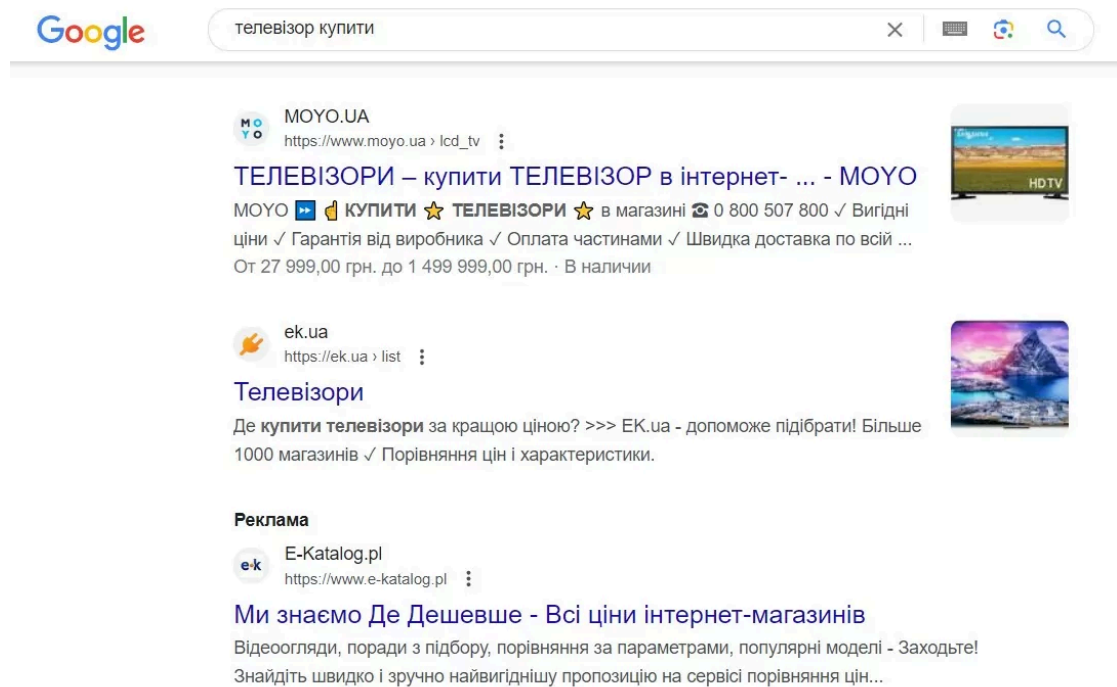 Google
телевізор купити
MOYO
MOYO.UA
https://www.moyo.ua › lcd_tv
ТЕЛЕВІЗОРИ – купити ТЕЛЕВІЗОР в інтернет- ... - MOYO
MOYO ⏩ ☝ КУПИТИ ⭐ ТЕЛЕВІЗОРИ ⭐ в магазині ☎ 0 800 507 800 ✓ Вигідні
ціни ✓ Гарантія від виробника ✓ Оплата частинами ✓ Швидка доставка по всій ...
От 27 999,00 грн. до 1 499 999,00 грн. · В наличии
HDTV
ek.ua
https://ek.ua › list
Телевізори
Де купити телевізори за кращою ціною? >>> EK.ua - допоможе підібрати! Більше
1000 магазинів ✓ Порівняння цін і характеристики.
Реклама
e-k
E-Katalog.pl
https://www.e-katalog.pl
Ми знаємо Де Дешевше - Всі ціни інтернет-магазинів
Відеоогляди, поради з підбору, порівняння за параметрами, популярні моделі - Заходьте!
Знайдіть швидко і зручно найвигіднішу пропозицію на сервісі порівняння цін...